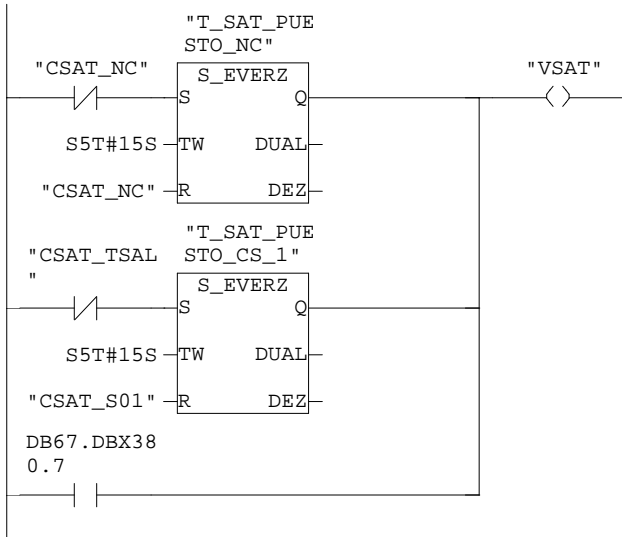 "T_SAT_PUE
STO_NC"
"CSAT_NC"
"VSAT"
S_EVERZ
S
Q
S5T#15S
TW
DUAL
"CSAT_NC"
R
DEZ
"T_SAT_PUE
STO_CS_1"
"CSAT_TSAL
"
S_EVERZ
S
Q
S5T#15S
TW
DUAL
"CSAT_S01"
R
DEZ
DB67.DBX38
0.7